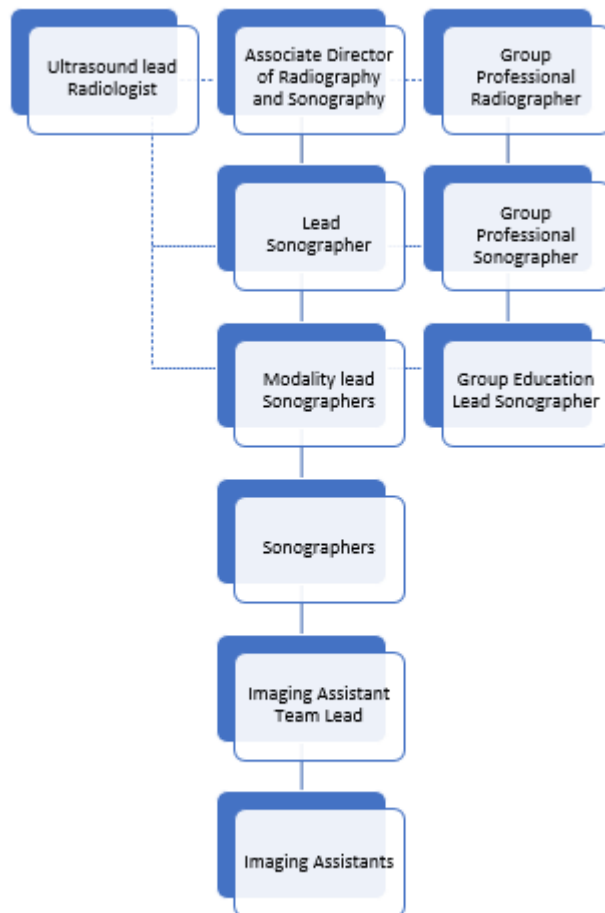 Ultrasound lead
Radiologist
Associate Director
of Radiography
and Sonography
Group
Professional
Radiographer
Lead
Sonographer
Group
Professional
Sonographer
Modality lead
Sonographers
Group Education
Lead Sonographer
Sonographers
Imaging Assistant
Team Lead
Imaging Assistants